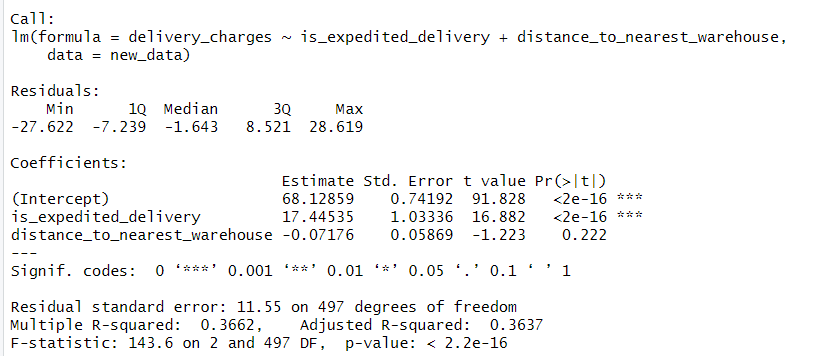 Call:
lm(formula = delivery_charges ~ is_expedited_delivery + distance_to_nearest_warehouse,
    data = new_data)
Residuals:
    Min      1Q  Median      3Q     Max
-27.622  -7.239  -1.643   8.521  28.619
Coefficients:
                              Estimate Std. Error t value Pr(>|t|)
(Intercept)                   68.12859    0.74192  91.828   <2e-16 ***
is_expedited_delivery         17.44535    1.03336  16.882   <2e-16 ***
distance_to_nearest_warehouse -0.07176    0.05869  -1.223    0.222
---
Signif. codes:  0 ‘***’ 0.001 ‘**’ 0.01 ‘*’ 0.05 ‘.’ 0.1 ‘ ’ 1
Residual standard error: 11.55 on 497 degrees of freedom
Multiple R-squared:  0.3662,    Adjusted R-squared:  0.3637
F-statistic: 143.6 on 2 and 497 DF,  p-value: < 2.2e-16